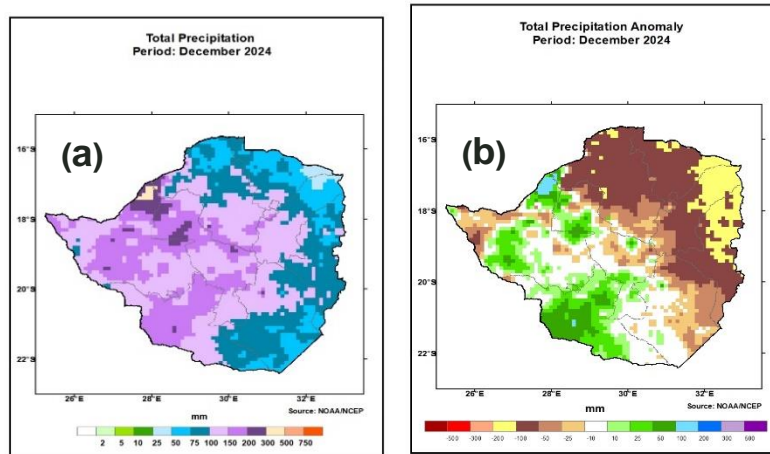 Total Precipitation
Period: December 2024
(a)
16°S
18°S
20°S
22°S
26°E 28°E 30°E 32°E
mm
Source: NOAA/NCEP
2 5 10 25 50 75 100 150 200 300 500 750
Total Precipitation Anomaly
Period: December 2024
(b)
16°S
18°S
20°S
22°S
26°E 28°E 30°E 32°E
mm
Source: NOAA/NCEP
-500 -300 -200 -100 -50 -25 -10 10 25 50 100 200 300 600